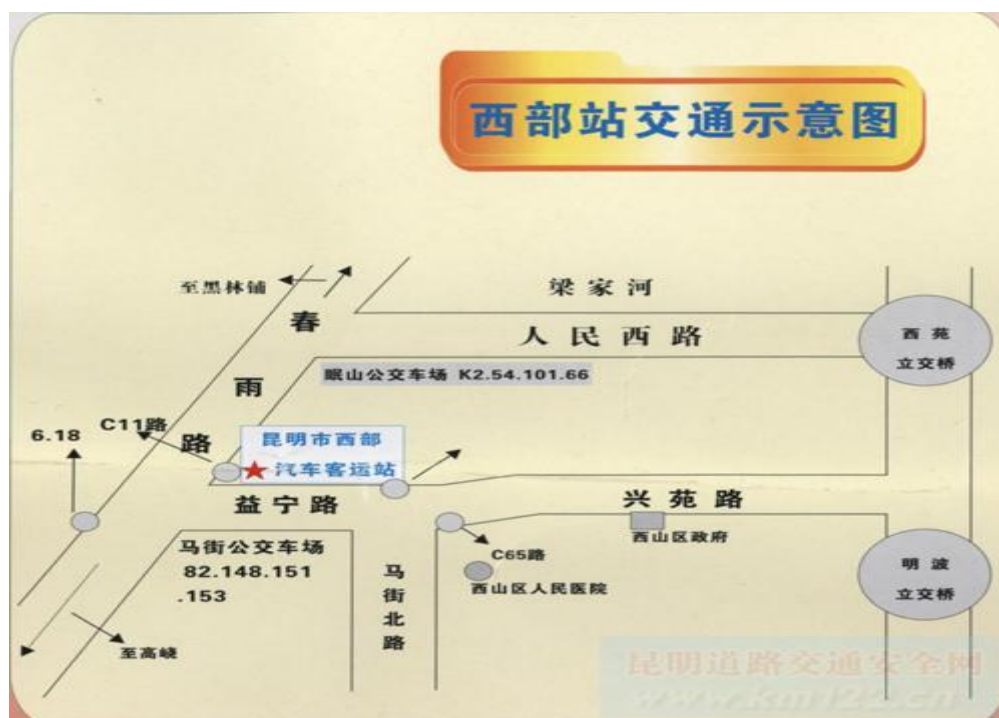 西部站交通示意图
至黑林铺
梁家河
春雨路
人民西路
西苑
立交桥
眠山公交车场 K2.54.101.66
C11路
6.18
昆明市西部
汽车客运站
益宁路
兴苑路
西山区政府
马街公交车场
82.148.151
.153
马街北路
C65路
西山区人民医院
明波
立交桥
至高峣
昆明道路交通安全网
www.km122.cn